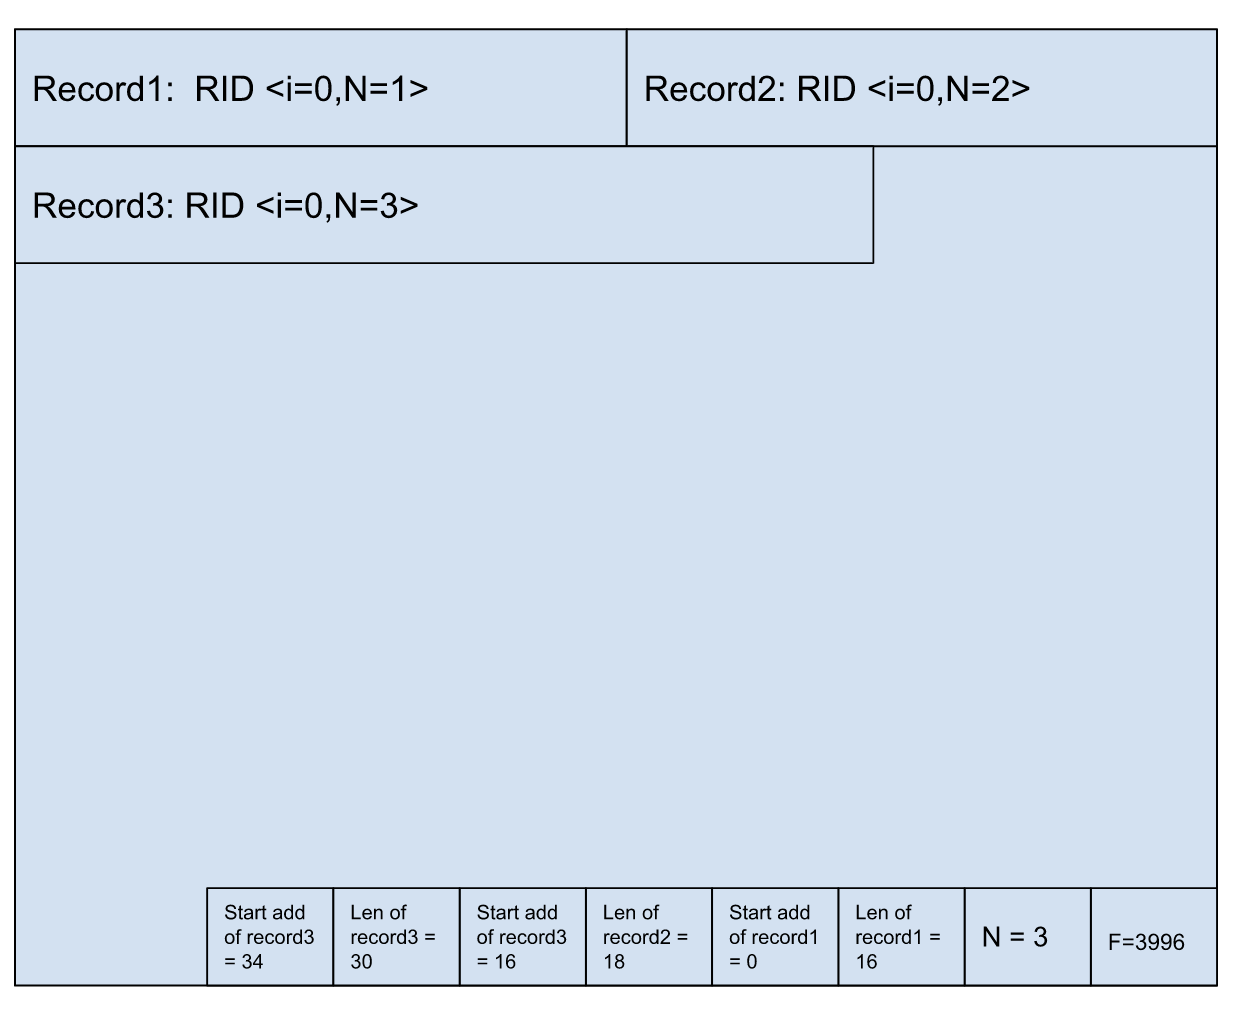 Record1:  RID <i=0,N=1>
Record2: RID <i=0,N=2>
Record3: RID <i=0,N=3>
Start add
of record3
= 34
Len of
record3 =
30
Start add
of record3
= 16
Len of
record2 =
18
Start add
of record1
= 0
Len of
record1 =
16
N = 3
F=3996